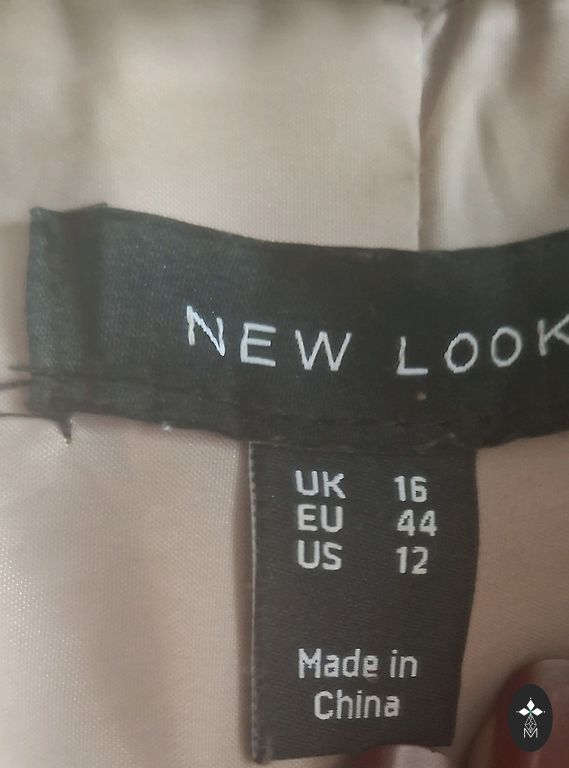 NEW LOOK
UK 16
EU 44
US 12
Made in
China
M